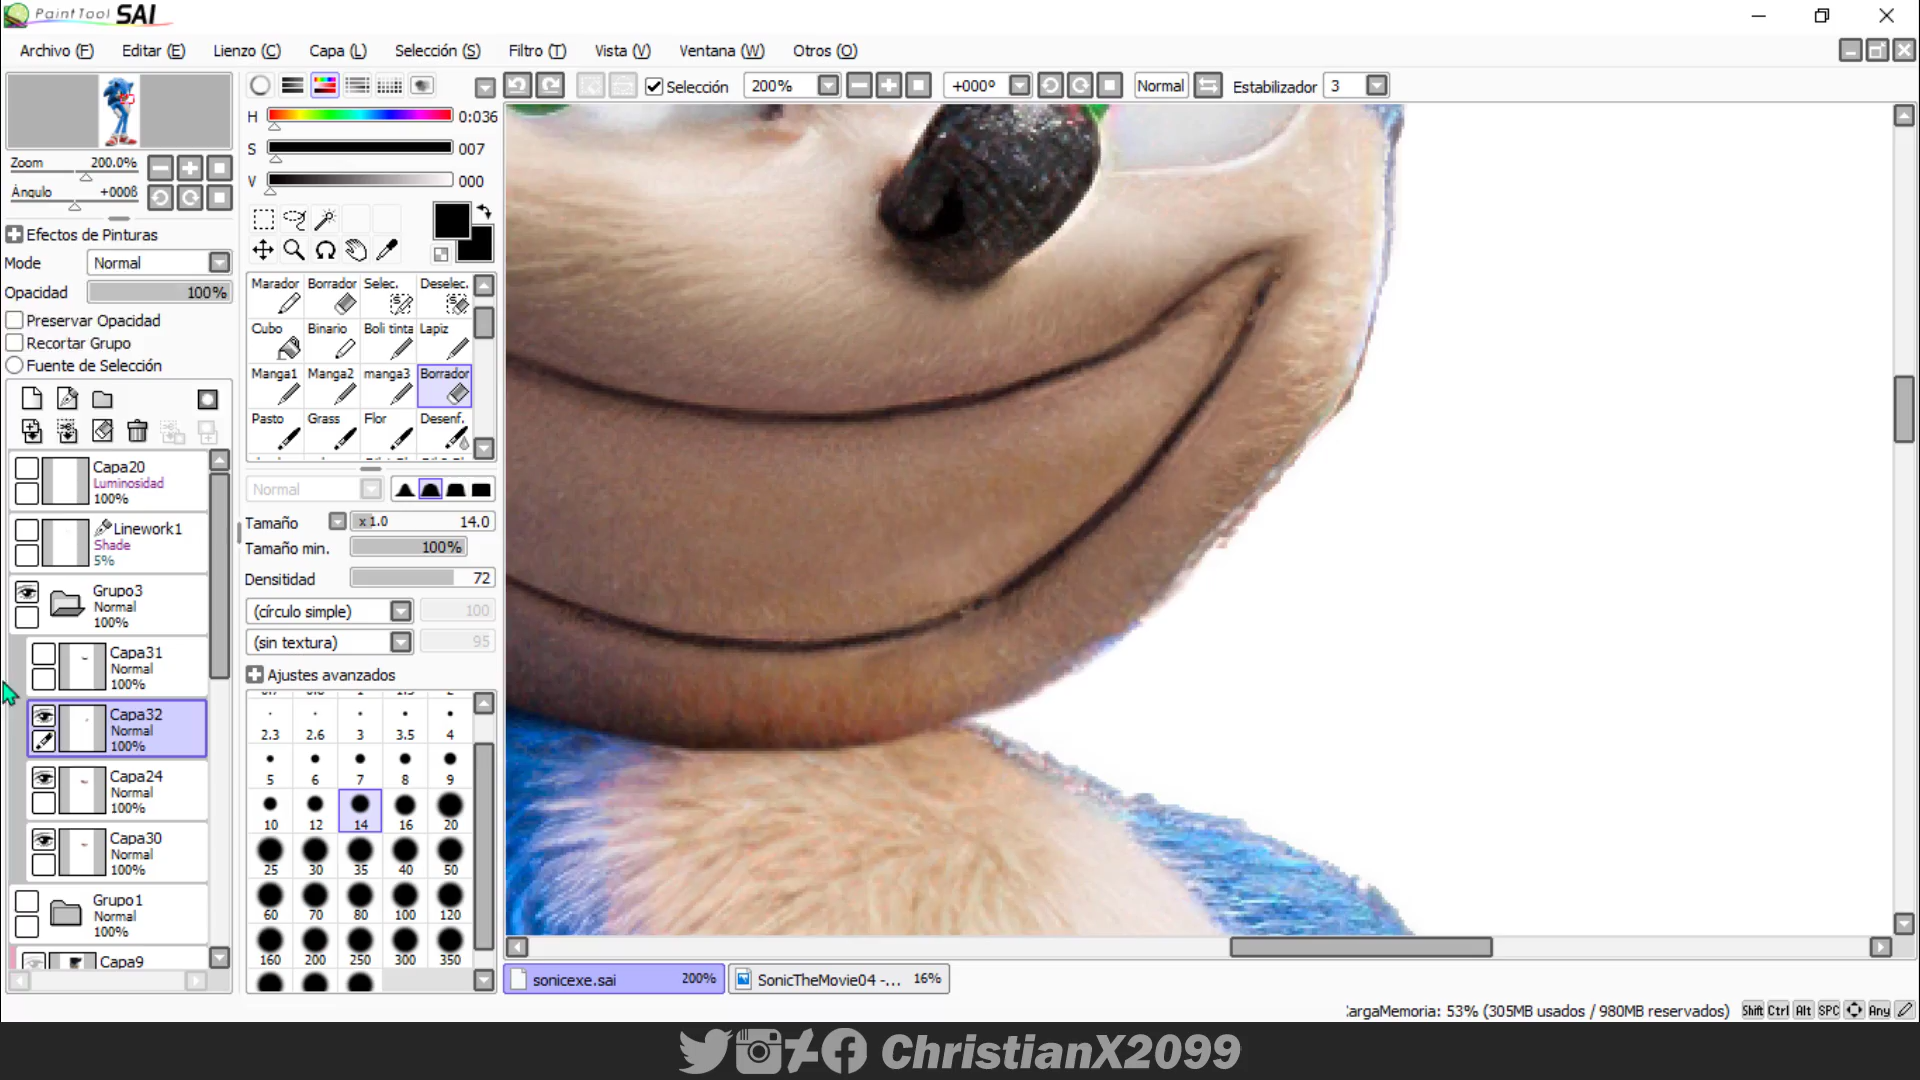 PaintTool SAI
Archivo (F) Editar (E) Lienzo (C) Capa (L) Selección (S) Filtro (T) Vista (V) Ventana (W) Otros (O)
Selección 200% +000º Normal Estabilizador 3
H 0:036
S 007
V 000
Zoom 200.0%
Ángulo +000ß
Efectos de Pinturas
Mode Normal
Opacidad 100%
Preservar Opacidad
Recortar Grupo
Fuente de Selección
Capa20
Luminosidad
100%
Linework1
Shade
5%
Grupo3
Normal
100%
Capa31
Normal
100%
Capa32
Normal
100%
Capa24
Normal
100%
Capa30
Normal
100%
Grupo1
Normal
100%
Capa9
Marador Borrador Selec. Deselec.
Cubo Binario Boli tinta Lapiz
Manga1 Manga2 manga3 Borrador
Pasto Grass Flor Desenf.
Normal
Tamaño x1.0 14.0
Tamaño min. 100%
Densitidad 72
(círculo simple) 100
(sin textura) 95
Ajustes avanzados
2.3 2.6 3 3.5 4
5 6 7 8 9
10 12 14 16 20
25 30 35 40 50
60 70 80 100 120
160 200 250 300 350
sonicexe.sai 200% SonicTheMovie04 -... 16%
argaMemoria: 53% (305MB usados / 980MB reservados) Shift Ctrl Alt SPC Any
ChristianX2099